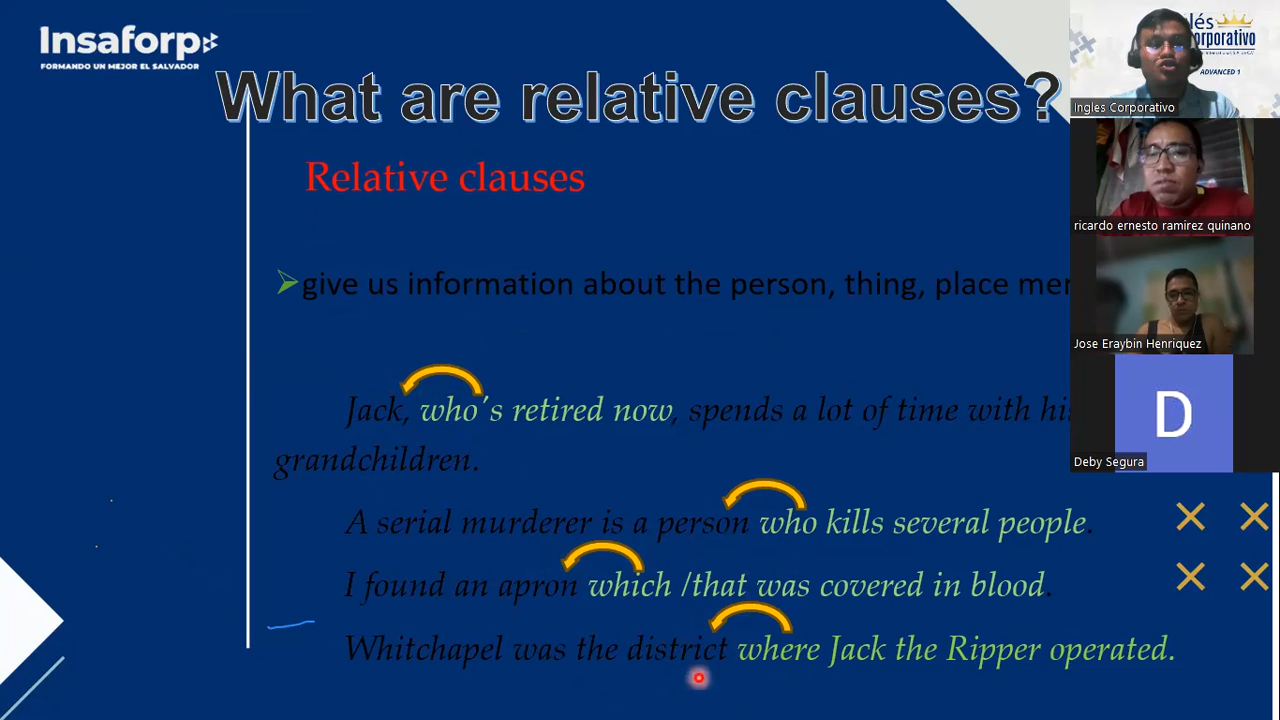 Insaforp
FORMANDO UN MEJOR EL SALVADOR
What are relative clauses?
Relative clauses
give us information about the person, thing, place
Jack, who's retired now, spends a lot of time with
grandchildren.
A serial murderer is a person who kills several people.
I found an apron which /that was covered in blood.
Whitchapel was the district where Jack the Ripper operated.
lés
orporativo
ADVANCED 1
Ingles Corporativo
ricardo ernesto ramirez quinano
Jose Eraybin Henriquez
D
Deby Segura